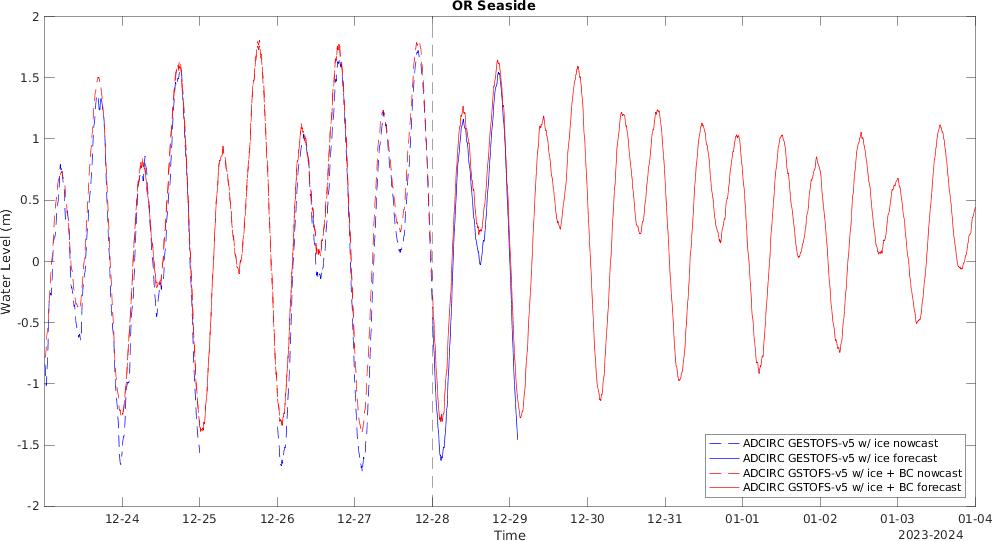 OR Seaside
2
1.5
1
0.5
0
-0.5
-1
-1.5
-2
Water Level (m)
12-24 12-25 12-26 12-27 12-28 12-29 12-30 12-31 01-01 01-02 01-03 01-04
Time
2023-2024
ADCIRC GESTOFS-v5 w/ ice nowcast
ADCIRC GESTOFS-v5 w/ ice forecast
ADCIRC GSTOFS-v5 w/ ice + BC nowcast
ADCIRC GSTOFS-v5 w/ ice + BC forecast